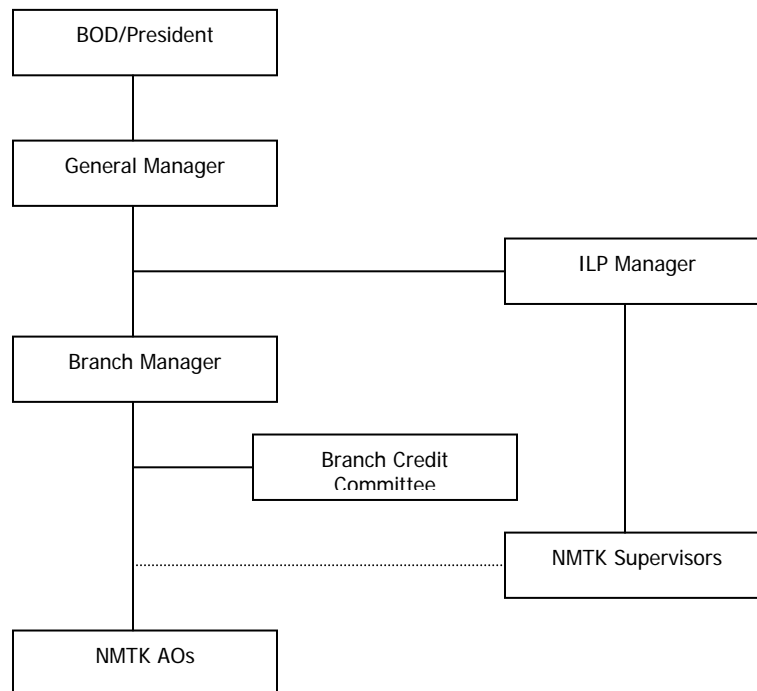 BOD/President
General Manager
ILP Manager
Branch Manager
Branch Credit
Committee
NMTK Supervisors
NMTK AOs